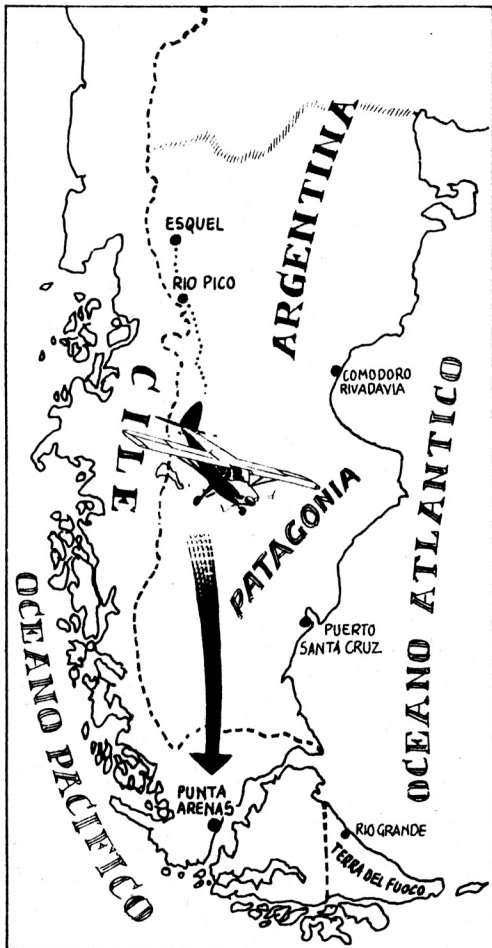 ARGENTINA
ESQUEL
RIO PICO
COMODORO
RIVADAVIA
CILE
PATAGONIA
OCEANO ATLANTICO
PUERTO
SANTA CRUZ
OCEANO PACIFICO
PUNTA
ARENAS
RIO GRANDE
TERRA DEL FUOCO